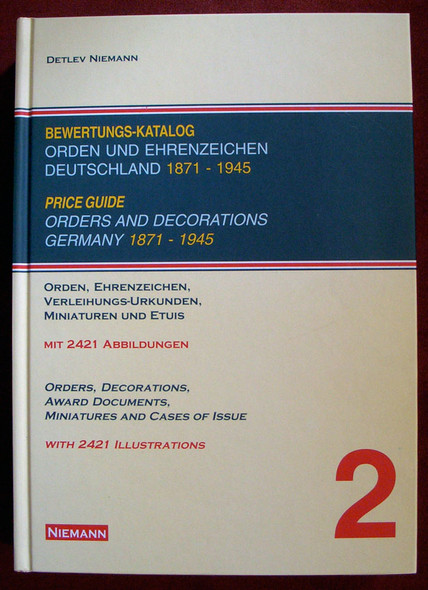 DETLEV NIEMANN
BEWERTUNGS-KATALOG
ORDEN UND EHRENZEICHEN
DEUTSCHLAND 1871 - 1945
PRICE GUIDE
ORDERS AND DECORATIONS
GERMANY 1871 - 1945
ORDEN, EHRENZEICHEN,
VERLEIHUNGS-URKUNDEN,
MINIATUREN UND ETUIS
MIT 2421 ABBILDUNGEN
ORDERS, DECORATIONS,
AWARD DOCUMENTS,
MINIATURES AND CASES OF ISSUE
WITH 2421 ILLUSTRATIONS
2
NIEMANN